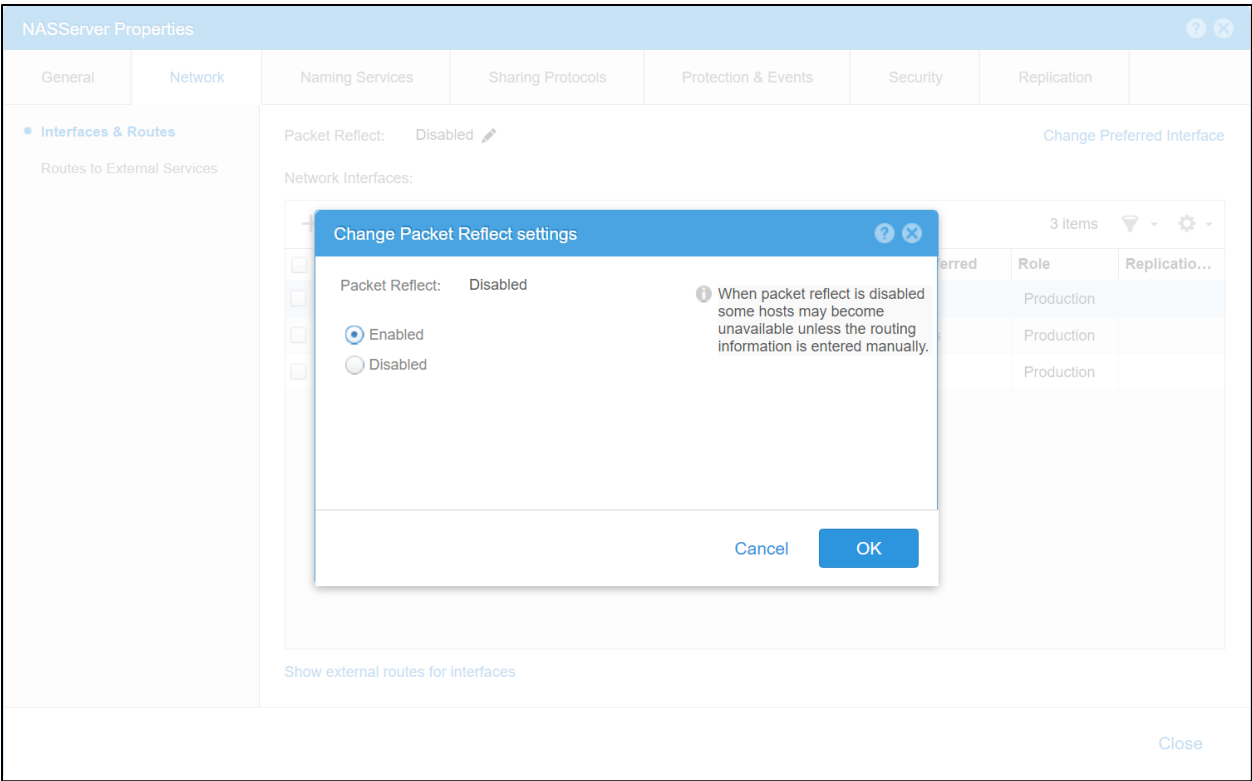 NASServer Properties
General Network Naming Services Sharing Protocols Protection & Events Security Replication
Interfaces & Routes
Routes to External Services
Packet Reflect: Disabled
Change Preferred Interface
Network Interfaces:
3 items
erred Role Replicatio...
Production
s Production
Production
Change Packet Reflect settings
Packet Reflect: Disabled
Enabled
Disabled
When packet reflect is disabled
some hosts may become
unavailable unless the routing
information is entered manually.
Cancel OK
Show external routes for interfaces
Close